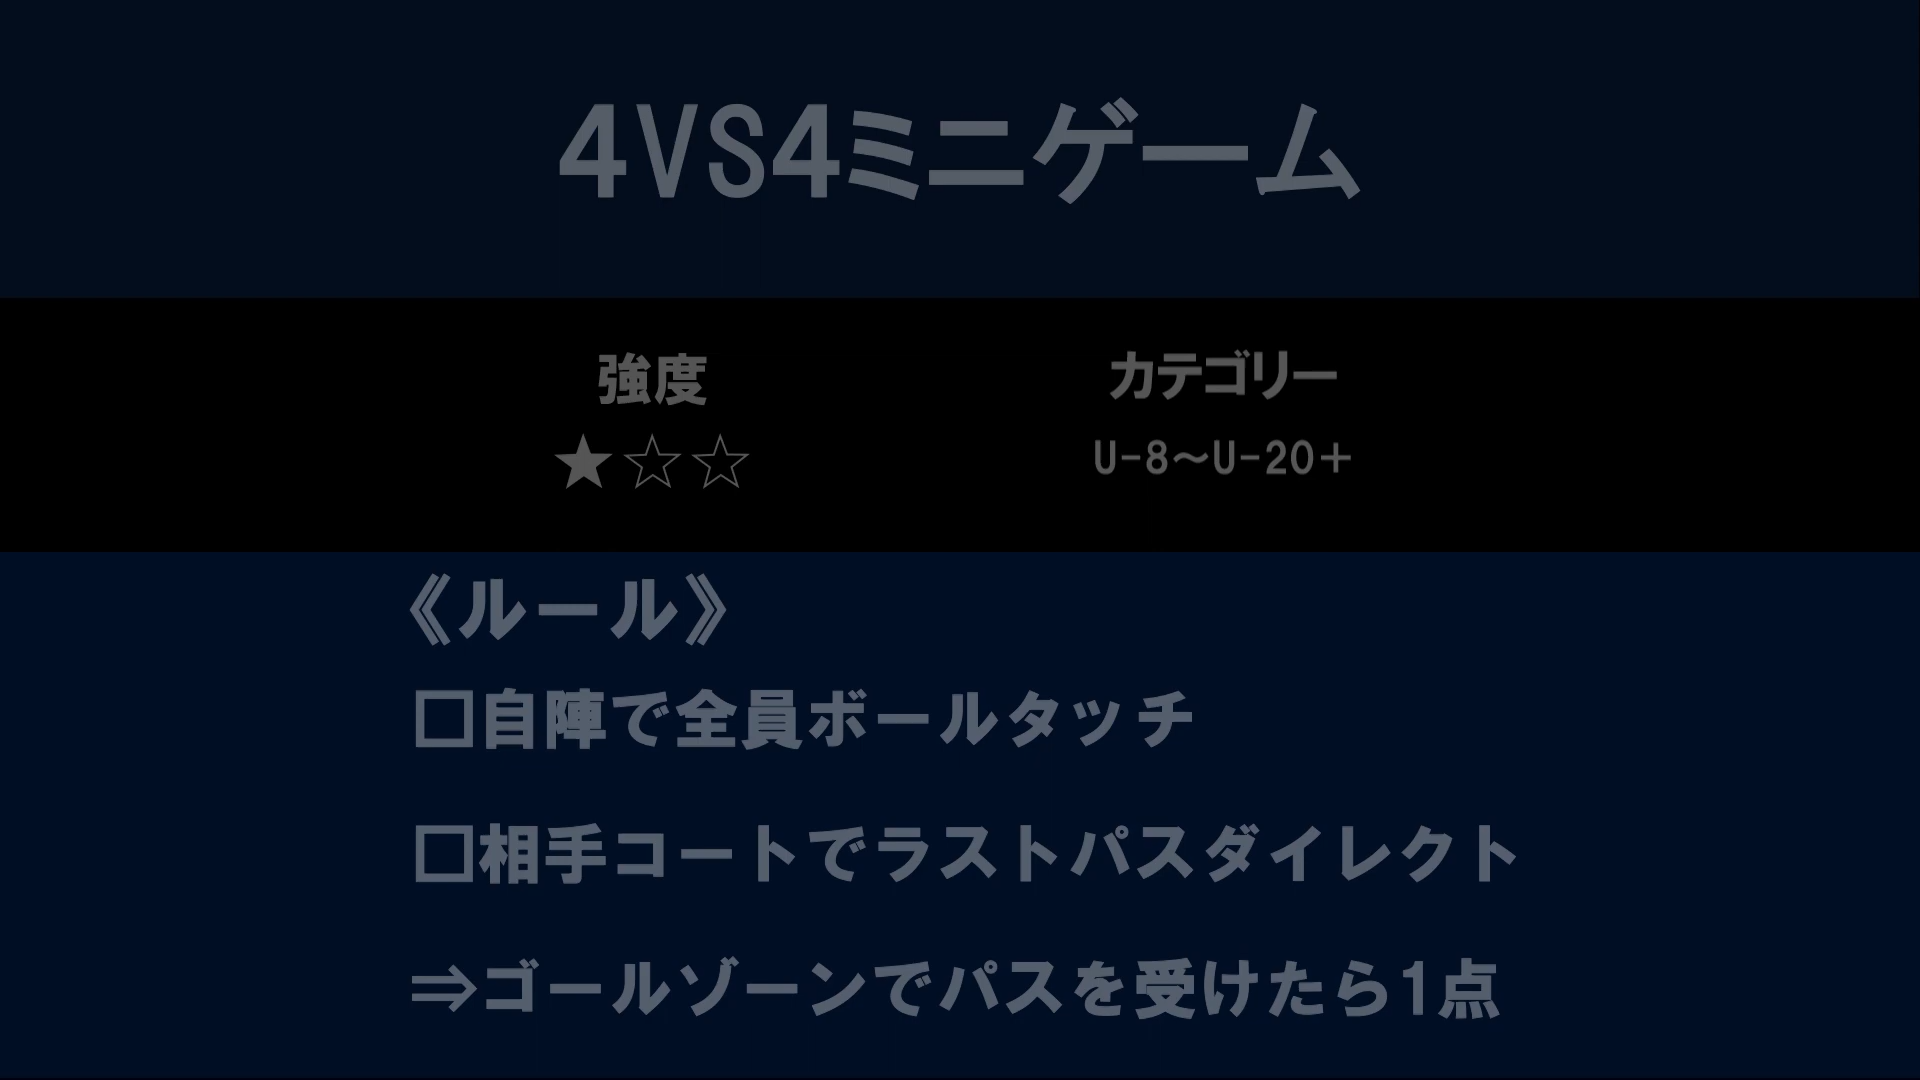 4VS4ミニゲーム
強度
カテゴリー
★☆☆
U-8～U-20+
《ルール》
□自陣で全員ボールタッチ
□相手コートでラストパスダイレクト
⇒ゴールゾーンでパスを受けたら1点